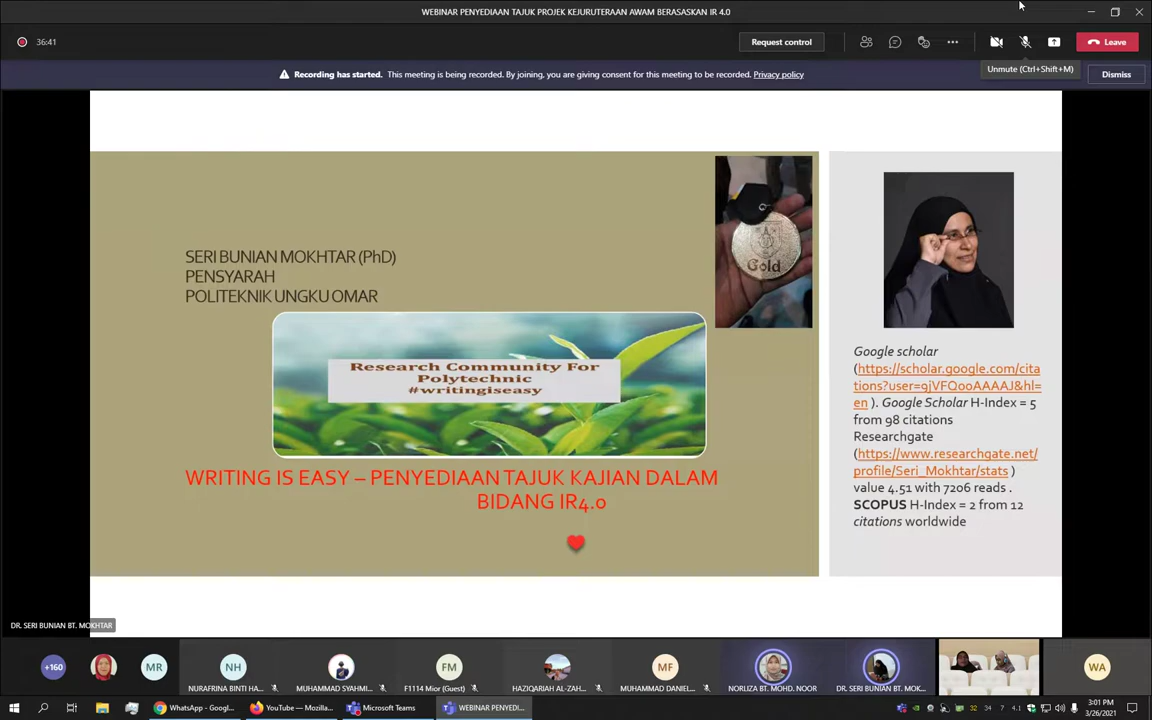 WEBINAR PENYEDIAAN TAJUK PROJEK KEJURUTERAAN AWAM BERASASKAN IR 4.0
36:41
Request control
Leave
Unmute (Ctrl+Shift+M)
Recording has started. This meeting is being recorded. By joining, you are giving consent for this meeting to be recorded. Privacy policy
Dismiss
SERI BUNIAN MOKHTAR (PhD)
PENSYARAH
POLITEKNIK UNGKU OMAR
Gold
Research Community For
Polytechnic
#writingiseasy
WRITING IS EASY – PENYEDIAAN TAJUK KAJIAN DALAM
BIDANG IR4.0
Google scholar
(https://scholar.google.com/cita
tions?user=9jVFQooAAAAJ&hl=
en ). Google Scholar H-Index = 5
from 98 citations
Researchgate
(https://www.researchgate.net/
profile/Seri_Mokhtar/stats )
value 4.51 with 7206 reads .
SCOPUS H-Index = 2 from 12
citations worldwide
DR. SERI BUNIAN BT. MOKHTAR
+160
MR
NH
FM
MF
WA
NURAFRINA BINTI HA...
MUHAMMAD SYAHMI...
F1114 Mior (Guest)
HAZIQARIAH AL-ZAH...
MUHAMMAD DANIEL...
NORLIZA BT. MOHD. NOOR
DR. SERI BUNIAN BT. MOK...
WhatsApp - Googl...
YouTube — Mozilla...
Microsoft Teams
WEBINAR PENYEDI...
32
34
7
4.1
3:01 PM
3/26/2021